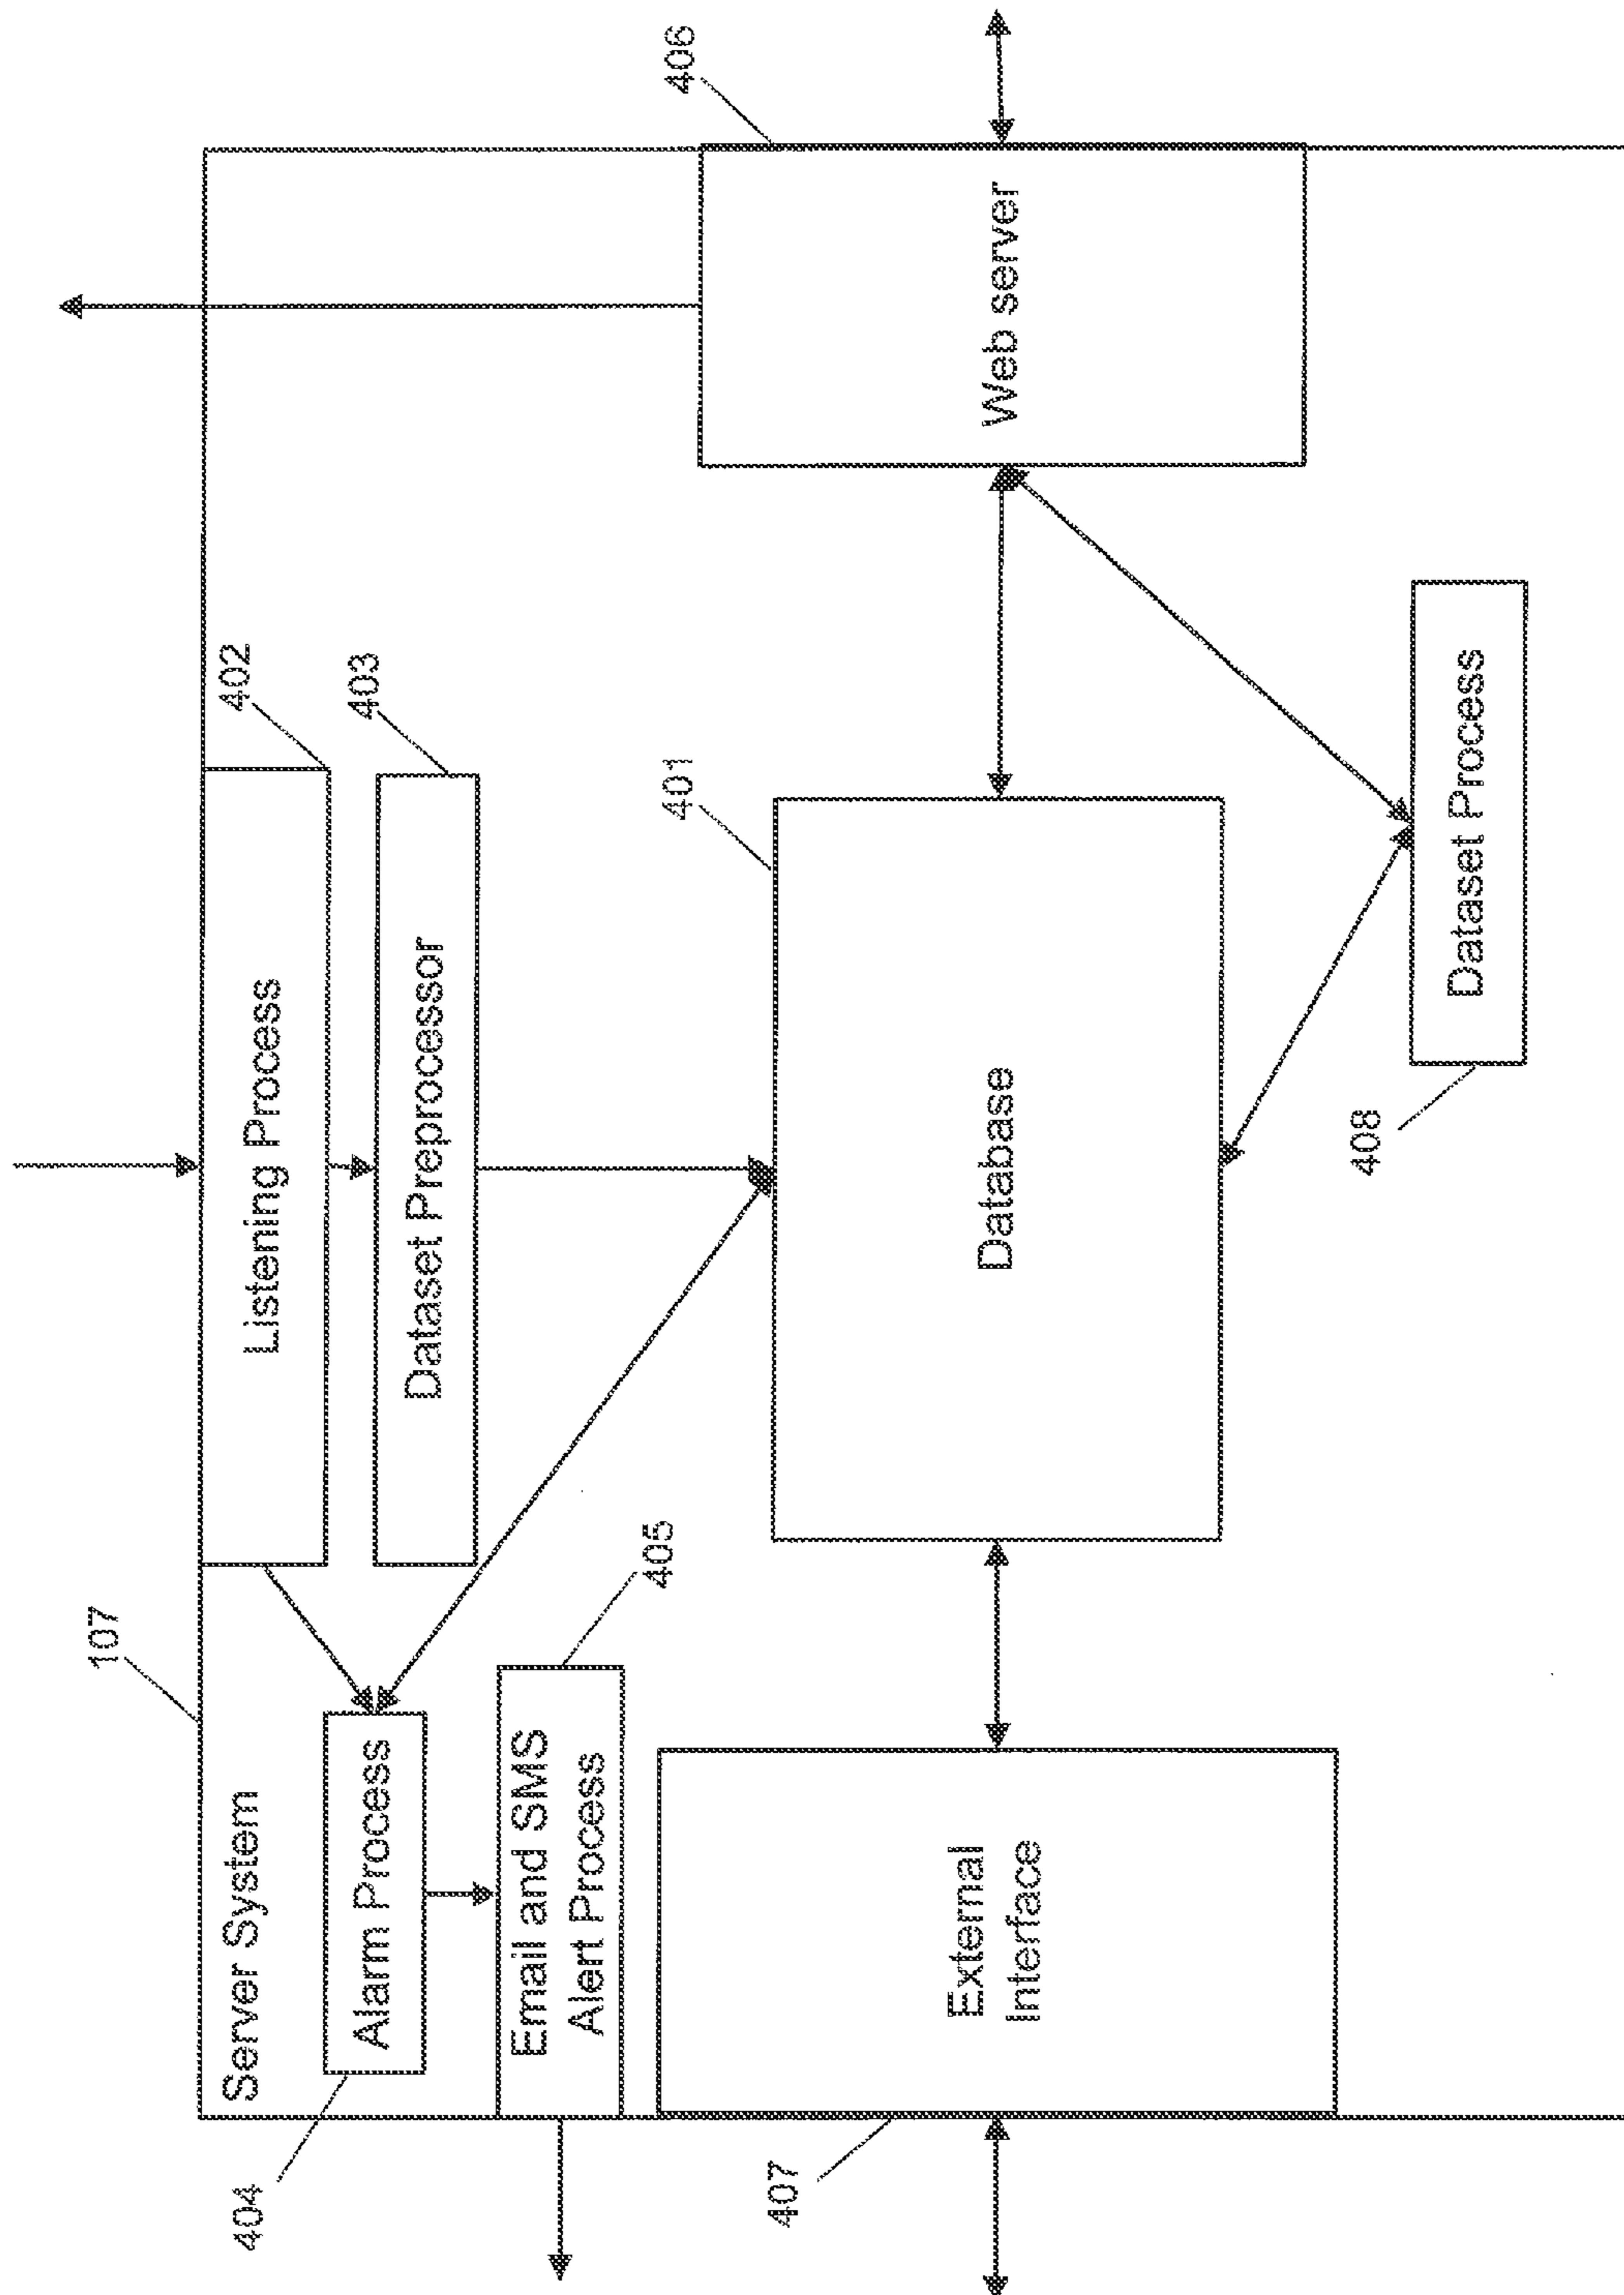 107
Server System
402
Listening Process
403
Dataset Preprocessor
404
Alarm Process
405
Email and SMS
Alert Process
401
Database
406
Web server
407
External
Interface
408
Dataset Process